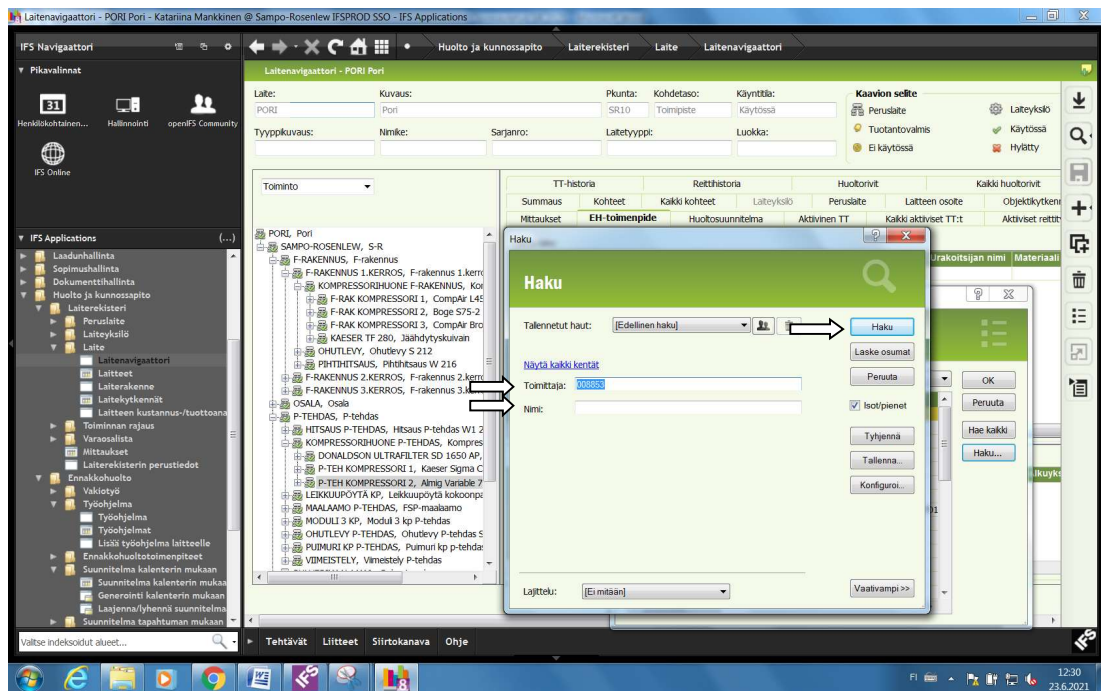 Laitenavigaattori - PORI Pori - Katariina Mankkinen @ Sampo-Rosenlew IFSPROD SSO - IFS Applications
IFS Navigaattori
Huolto ja kunnossapito Laiterekisteri Laite Laitenavigaattori
Pikavalinnat
31
Henkilökohtainen... Hallinnointi openIFS Community
IFS Online
Laitenavigaattori - PORI Pori
Laite: Kuvaus: Pkunta: Kohdetaso: Käyntitila:
PORI Pori SR10 Toimipiste Käytössä
Tyyppikuvaus: Nimike: Sarjanro: Laitetyyppi: Luokka:
Kaavion selite
Peruslaite Laiteyksilö
Tuotantovalmis Käytössä
Ei käytössä Hylätty
Toiminto
TT-historia Reittihistoria Huoltorivit Kaikki huoltorivit
Summaus Kohteet Kaikki kohteet Laiteyksilö Peruslaite Laitteen osoite Objektikytken
Mittaukset EH-toimenpide Huoltosuunnitelma Aktiivinen TT Kaikki aktiiviset TT:t Aktiiviset reittit
IFS Applications (...)
Laadunhallinta
Sopimushallinta
Dokumenttihallinta
Huolto ja kunnossapito
Laiterekisteri
Peruslaite
Laiteyksilö
Laite
Laitenavigaattori
Laitteet
Laiterakenne
Laitekytkennät
Laitteen kustannus-/tuottoana
Toiminnan rajaus
Varaosalista
Mittaukset
Laiterekisterin perustiedot
Ennakkohuolto
Vakiotyö
Työohjelma
Työohjelma
Työohjelmat
Lisää työohjelma laitteelle
Ennakkohuoltotoimenpiteet
Suunnitelma kalenterin mukaan
Suunnitelma kalenterin mukaa
Generointi kalenterin mukaan
Laajenna/lyhennä suunnitelma
Suunnitelma tapahtuman mukaan
PORI, Pori
SAMPO-ROSENLEW, S-R
F-RAKENNUS, F-rakennus
F-RAKENNUS 1.KERROS, F-rakennus 1.kerro
KOMPRESSORIHUONE F-RAKENNUS, Kor
F-RAK KOMPRESSORI 1, CompAir L45
F-RAK KOMPRESSORI 2, Boge S75-2
F-RAK KOMPRESSORI 3, CompAir Bro
KAESER TF 280, Jäähdytyskuivain
OHUTLEVY, Ohutlevy S 212
PIHTIHITSAUS, Pihtihitsaus W 216
F-RAKENNUS 2.KERROS, F-rakennus 2.kerro
F-RAKENNUS 3.KERROS, F-rakennus 3.
OSALA, Osala
P-TEHDAS, P-tehdas
HITSAUS P-TEHDAS, Hitsaus P-tehdas W1 2
KOMPRESSORIHUONE P-TEHDAS, Kompres
DONALDSON ULTRAFILTER SD 1650 AP,
P-TEH KOMPRESSORI 1, Kaeser Sigma C
P-TEH KOMPRESSORI 2, Almig Variable 7
LEIKKUUPÖYTÄ KP, Leikkuupöytä kokoonpa
MAALAAMO P-TEHDAS, FSP-maalaamo
MODULI 3 KP, Moduli 3 kp P-tehdas
OHUTLEVY P-TEHDAS, Ohutlevy P-tehdas S
PUIMURI KP P-TEHDAS, Puimuri kp p-tehdas
VIIMEISTELY, Viimeistely P-tehdas
Haku
Haku
Tallennetut haut: [Edellinen haku]
Näytä kaikki kentät
Toimittaja: 008853
Nimi:
Haku
Laske osumat
Peruuta
Isot/pienet
Tyhjennä
Tallenna...
Konfiguroi...
Lajittelu: [Ei mitään]
Vaativampi >>
Urakoitsijan nimi Materiaali
OK
Peruuta
Hae kaikki
Haku...
Alkuyks
Valitse indeksoidut alueet...
Tehtävät Liitteet Siirtokanava Ohje
FI
12:30
23.6.2021